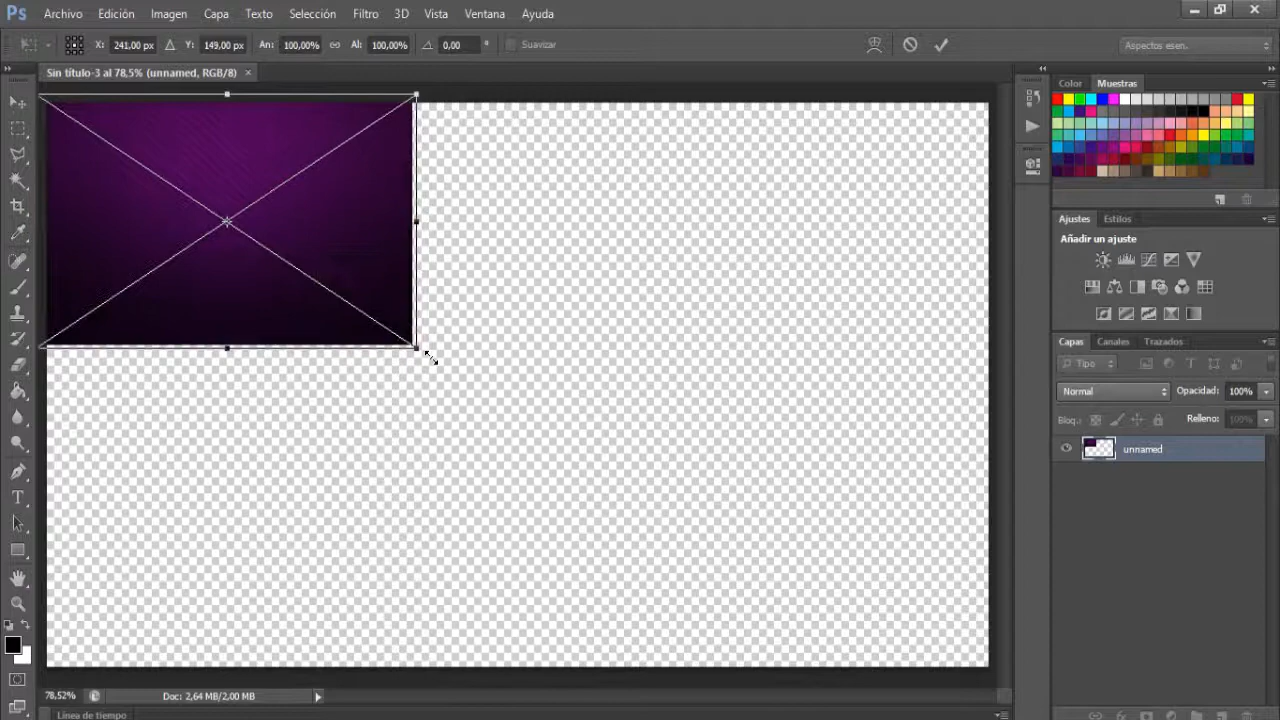 Ps Archivo Edición Imagen Capa Texto Selección Filtro 3D Vista Ventana Ayuda
X: 241,00 px Y: 149,00 px An: 100,00% Al: 100,00% 0,00 ° Suavizar Aspectos esen.
Sin título-3 al 78,5% (unnamed, RGB/8) ×
Color Muestras
Ajustes Estilos
Añadir un ajuste
Capas Canales Trazados
Tipo
Normal Opacidad: 100%
Bloq.: Relleno: 100%
unnamed
T
78,52% Doc: 2,64 MB/2,00 MB
Línea de tiempo